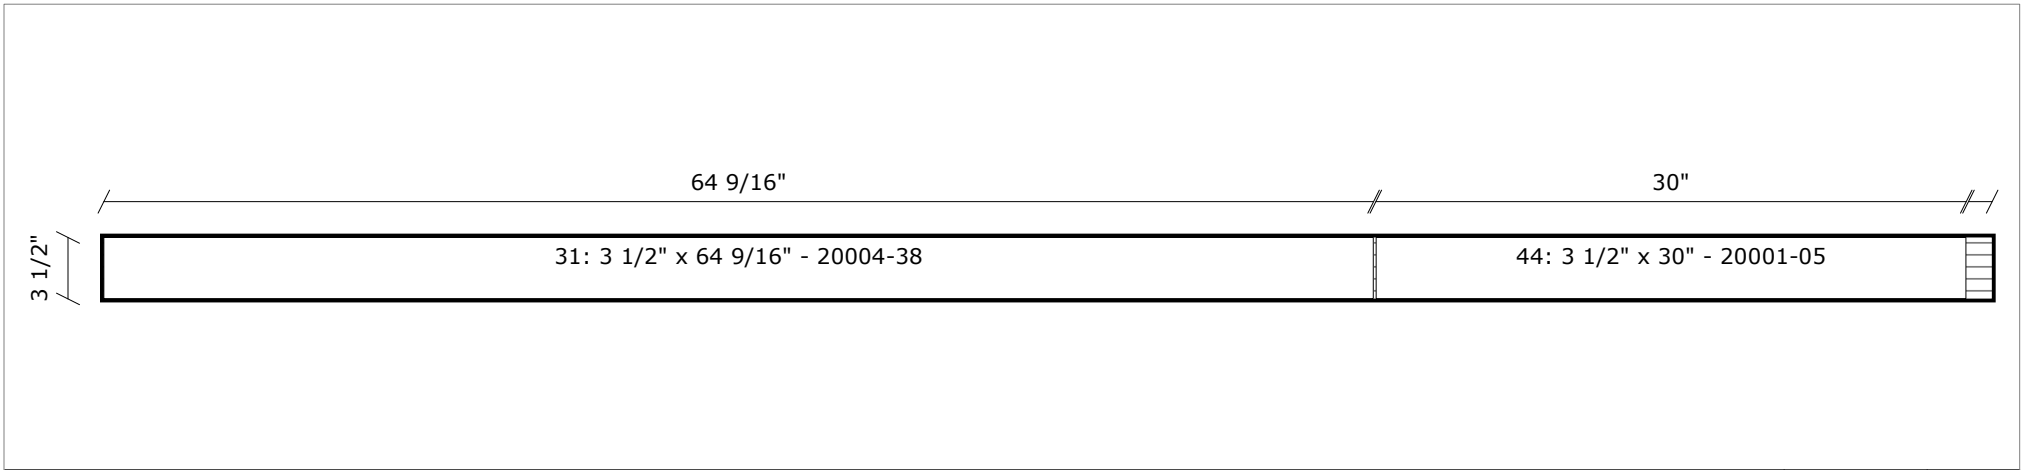 64 9/16"
30"
3 1/2"
31: 3 1/2" x 64 9/16" - 20004-38
44: 3 1/2" x 30" - 20001-05